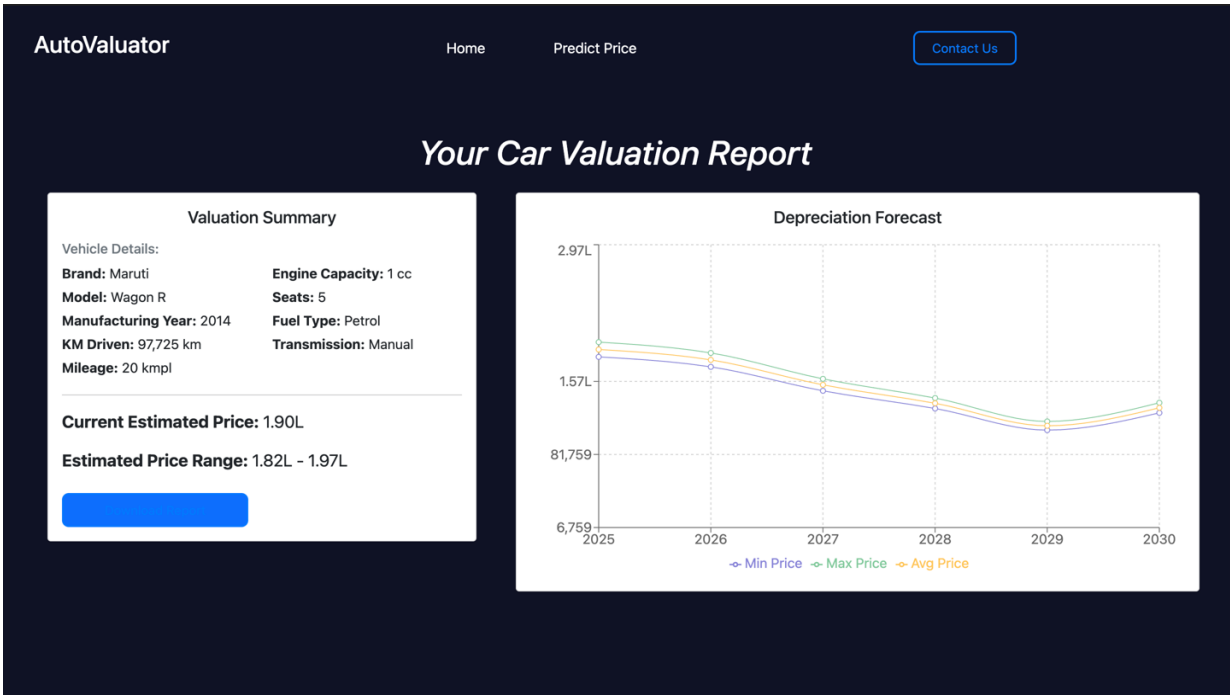 AutoValuator
Home
Predict Price
Contact Us
Your Car Valuation Report
Valuation Summary
Vehicle Details:
Brand: Maruti
Model: Wagon R
Manufacturing Year: 2014
KM Driven: 97,725 km
Mileage: 20 kmpl
Engine Capacity: 1 cc
Seats: 5
Fuel Type: Petrol
Transmission: Manual
Current Estimated Price: 1.90L
Estimated Price Range: 1.82L - 1.97L
Depreciation Forecast
2.97L
1.57L
81,759
6,759
2025
2026
2027
2028
2029
2030
Min Price
Max Price
Avg Price